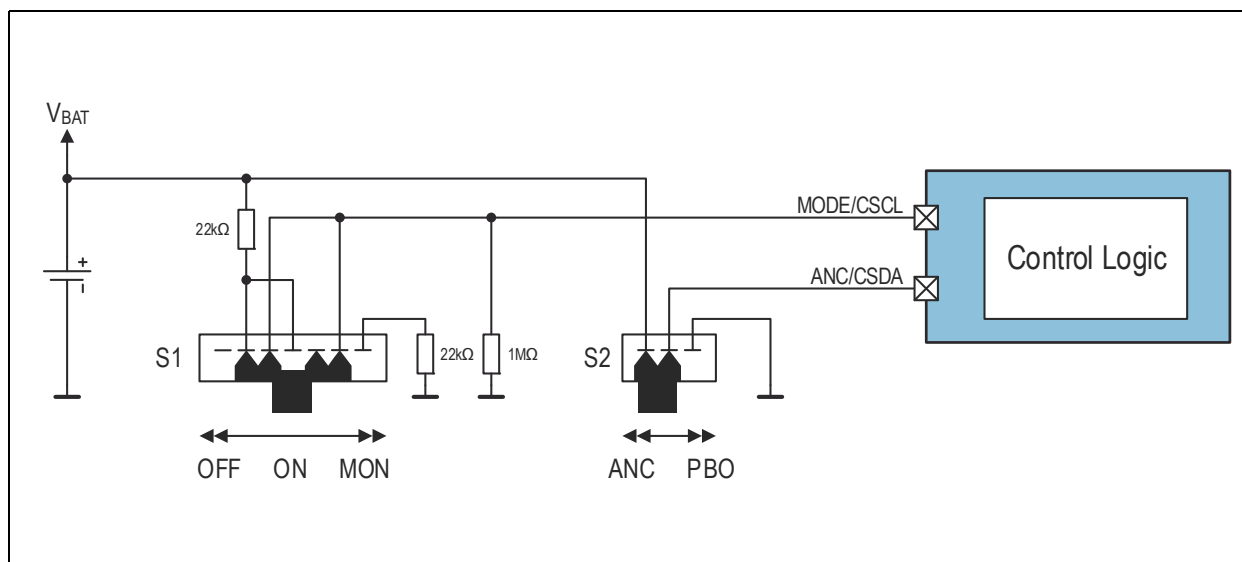 VBAT
MODE/CSCL
22kΩ
+
Control Logic
ANC/CSDA
S1
22kΩ
1MΩ
S2
OFF
ON
MON
ANC
PBO